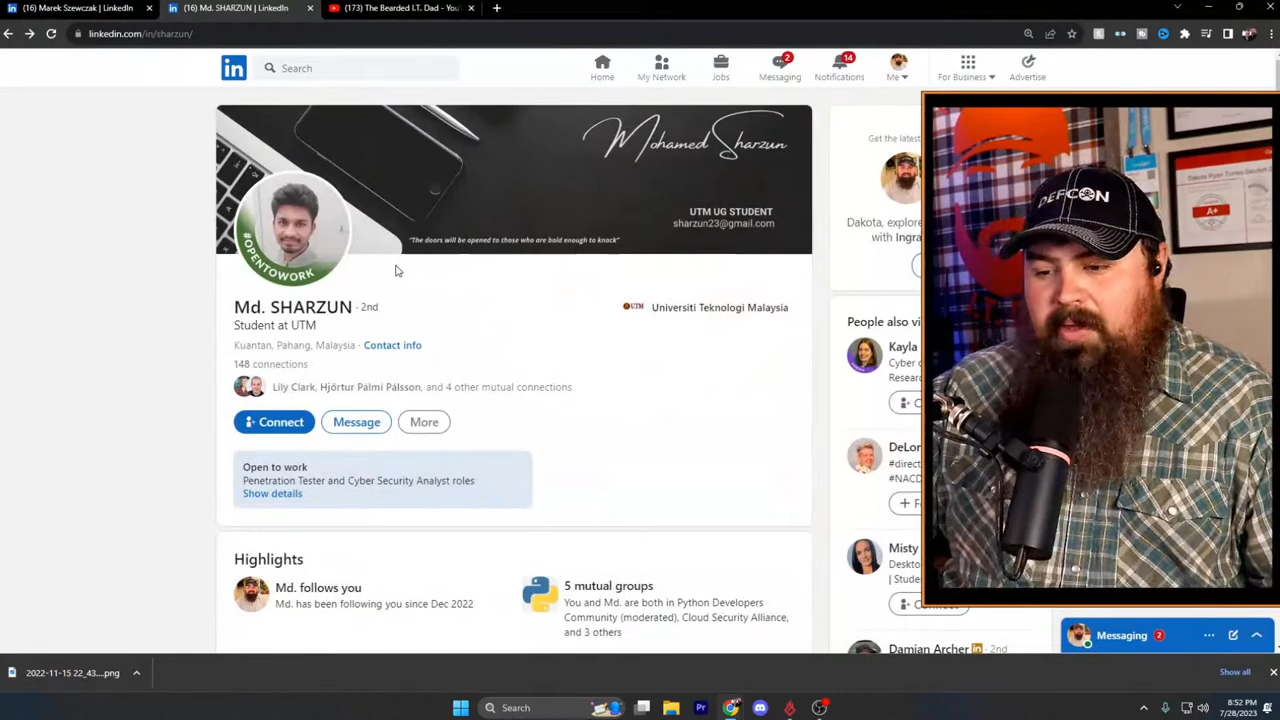 (16) Marek Szewczak | LinkedIn
(16) Md. SHARZUN | LinkedIn
(173) The Bearded I.T. Dad - You
linkedin.com/in/sharzun/
in
Search
Home
My Network
Jobs
2
Messaging
14
Notifications
Me
For Business
Advertise
Mohamed Sharzun
UTM UG STUDENT
sharzun23@gmail.com
"The doors will be opened to those who are bold enough to knock"
#OPENTOWORK
Md. SHARZUN · 2nd
Student at UTM
UTM Universiti Teknologi Malaysia
Kuantan, Pahang, Malaysia · Contact info
148 connections
Lily Clark, Hjörtur Pálmi Pálsson, and 4 other mutual connections
Connect
Message
More
Open to work
Penetration Tester and Cyber Security Analyst roles
Show details
Highlights
Md. follows you
Md. has been following you since Dec 2022
5 mutual groups
You and Md. are both in Python Developers
Community (moderated), Cloud Security Alliance,
and 3 others
Get the latest
Dakota, explore
with Ingra
People also vi
Kayla
Cyber
Resear
DeLor
#direct
#NACD
Misty
Deskto
| Stude
Connect
Damian Archer in · 2nd
DEFCON
A+
Messaging 2
2022-11-15 22_43....png
Show all
Search
Pr
8:52 PM
7/28/2023